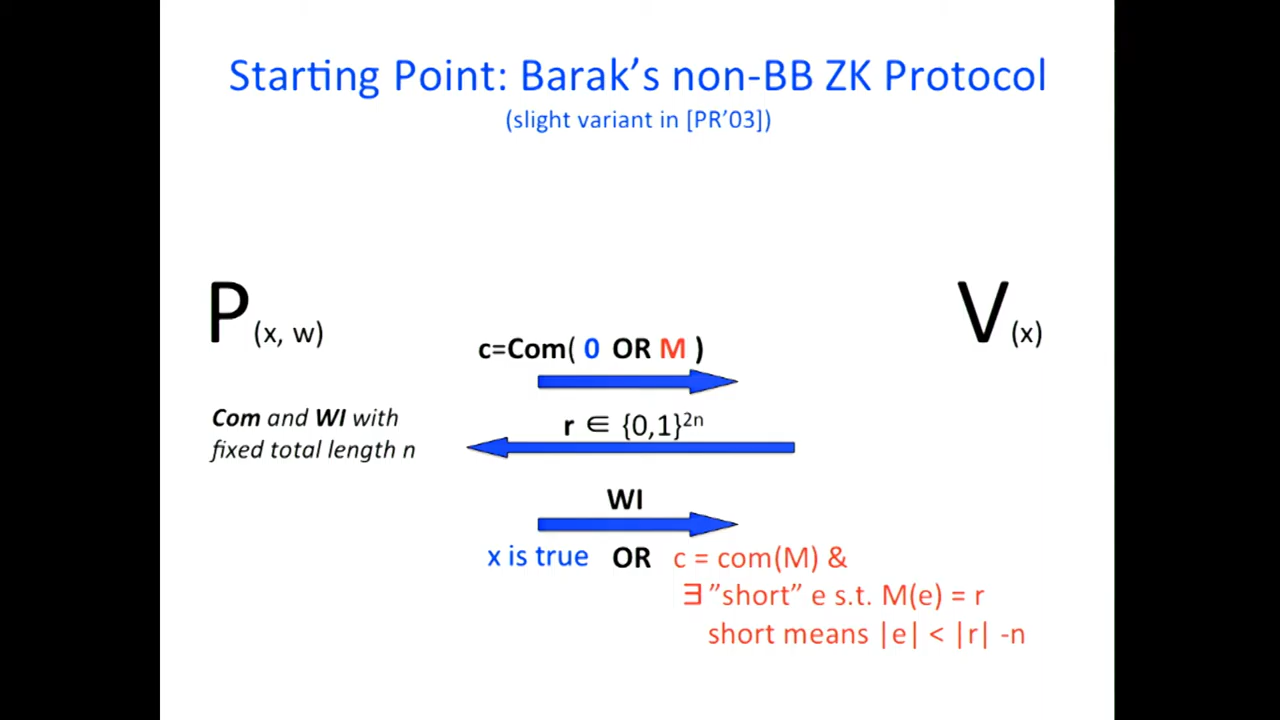 Starting Point: Barak's non-BB ZK Protocol
(slight variant in [PR'03])
P (x, w)
V (x)
c=Com( 0 OR M )
Com and WI with
fixed total length n
r ∈ {0,1}²ⁿ
WI
x is true OR c = com(M) &
∃ ”short” e s.t. M(e) = r
short means |e| < |r| -n